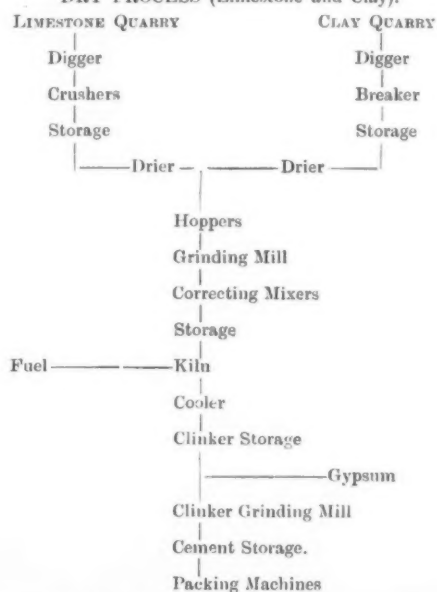 DRY PROCESS (Limestone and Clay).
LIMESTONE QUARRY CLAY QUARRY
Digger Digger
Crushers Breaker
Storage Storage
Drier Drier
Hoppers
Grinding Mill
Correcting Mixers
Storage
Fuel Kiln
Cooler
Clinker Storage
Gypsum
Clinker Grinding Mill
Cement Storage.
Packing Machines